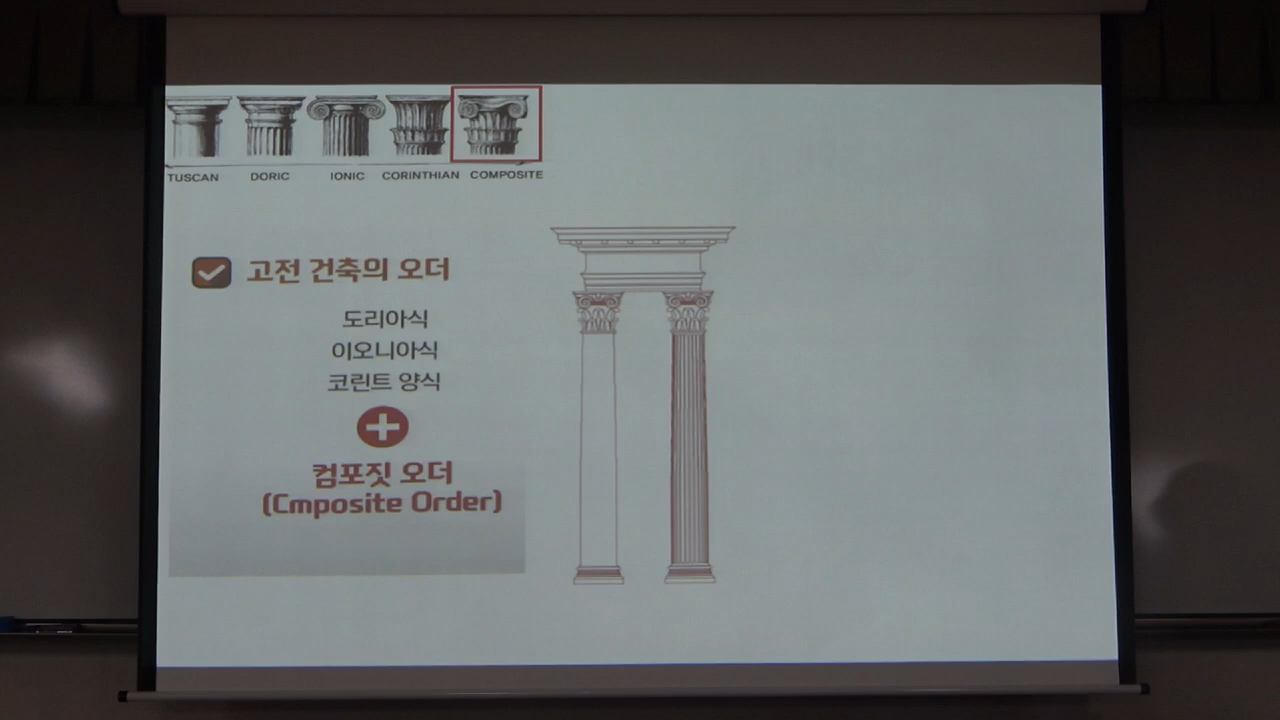 TUSCAN DORIC IONIC CORINTHIAN COMPOSITE
고전 건축의 오더
도리아식
이오니아식
코린트 양식
컴포짓 오더
(Cmposite Order)